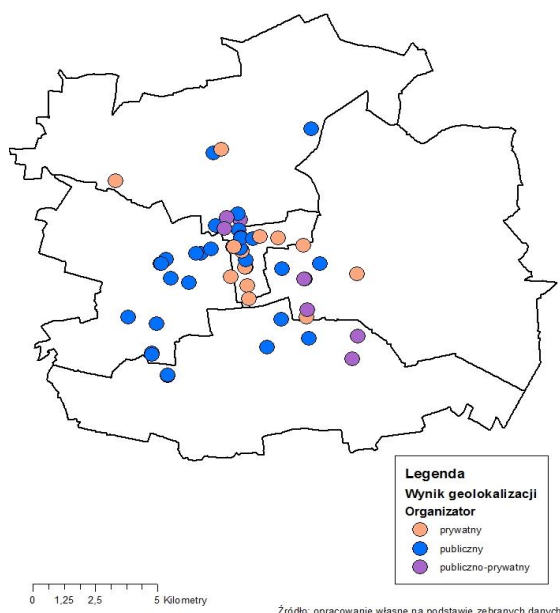 Legenda
Wynik geolokalizacji
Organizator
prywatny
publiczny
publiczno-prywatny
0 1,25 2,5 5 Kilometry
Źródło: opracowanie własne na podstawie zebranych danych